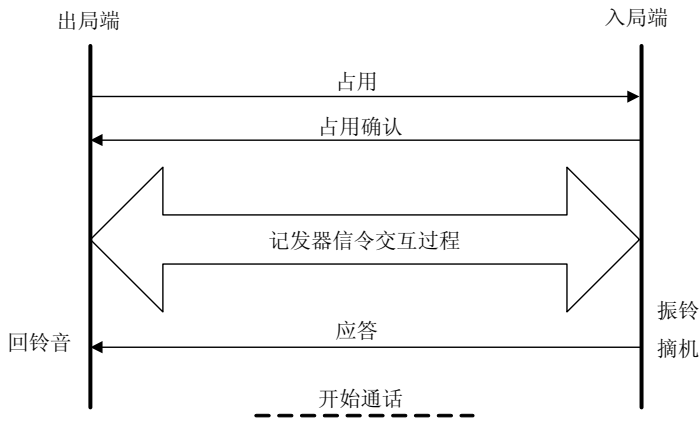 出局端
入局端
占用
占用确认
记发器信令交互过程
振铃
应答
回铃音
摘机
开始通话